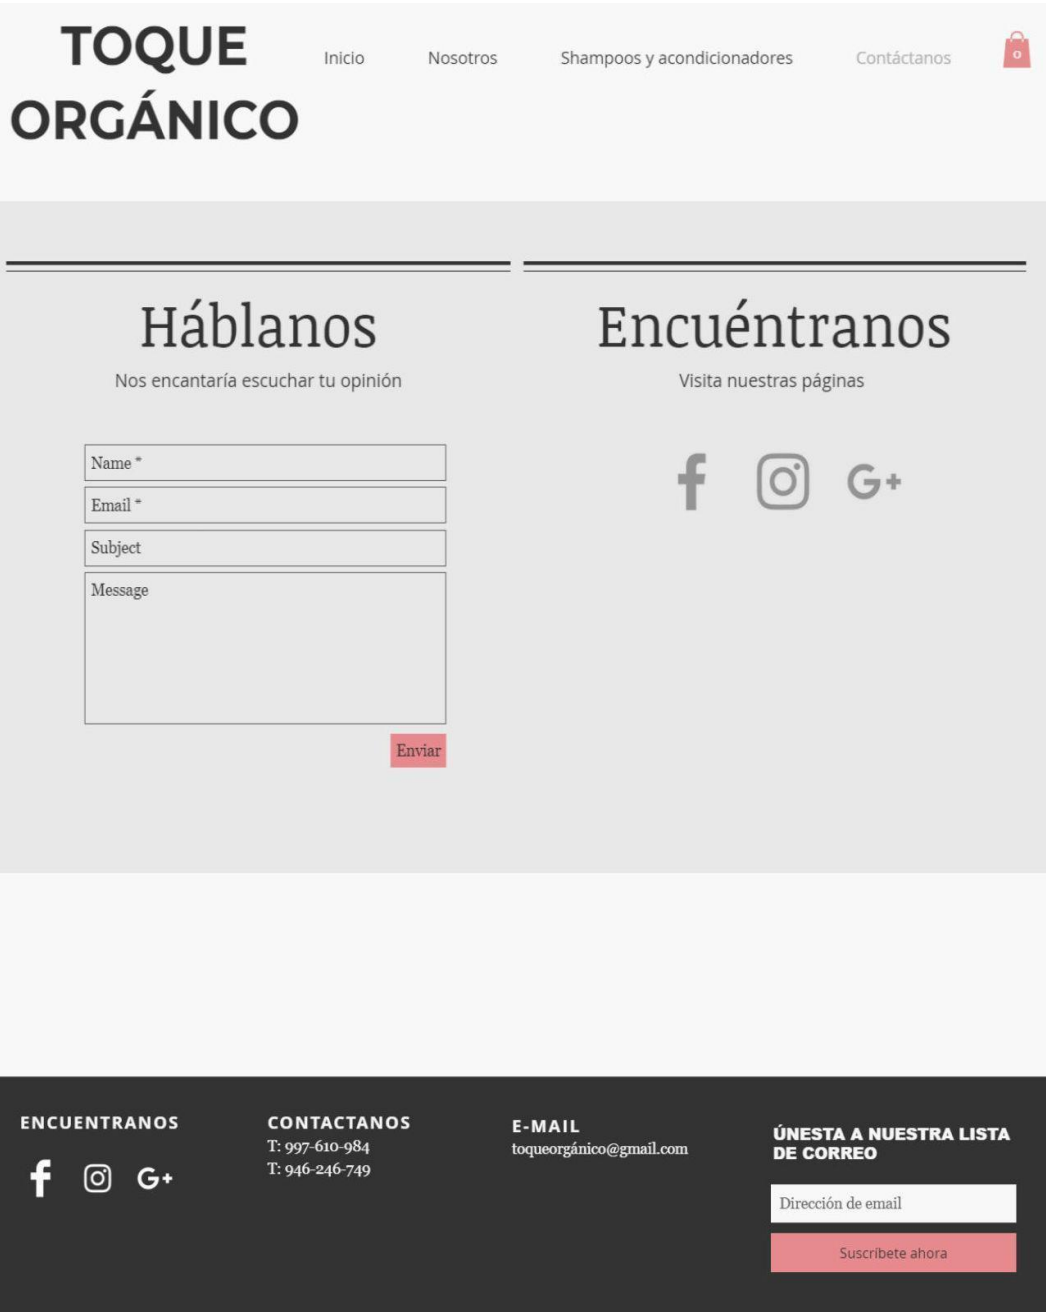 TOQUE
ORGÁNICO
Inicio
Nosotros
Shampoos y acondicionadores
Contáctanos
0
Háblanos
Nos encantaría escuchar tu opinión
Name *
Email *
Subject
Message
Enviar
Encuéntranos
Visita nuestras páginas
G+
ENCUENTRANOS
G+
CONTACTANOS
T: 997-610-984
T: 946-246-749
E-MAIL
toqueorgánico@gmail.com
ÚNESTA A NUESTRA LISTA
DE CORREO
Dirección de email
Suscríbete ahora